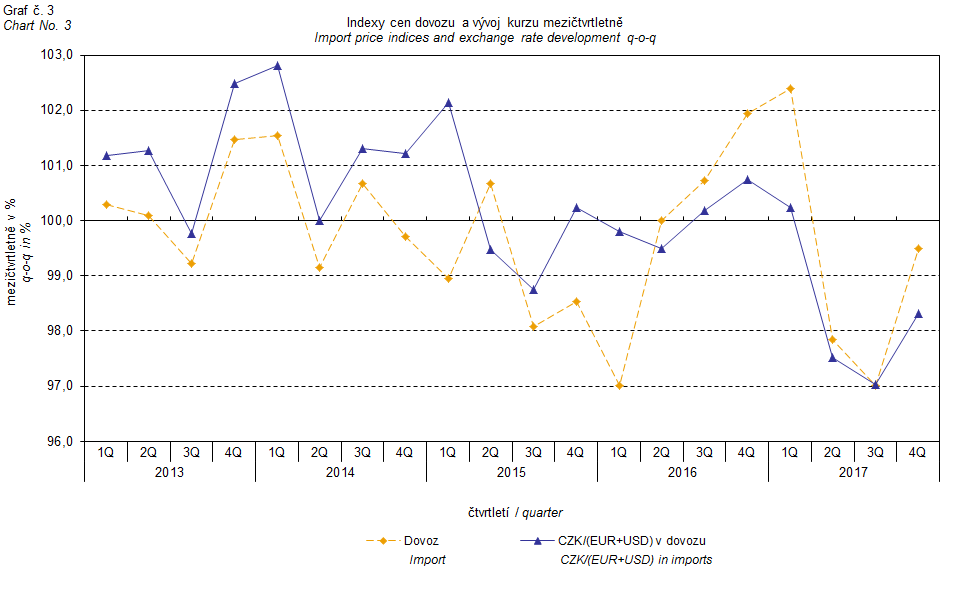 Graf č. 3
Chart No. 3
Indexy cen dovozu a vývoj kurzu mezičtvrtletně
Import price indices and exchange rate development q-o-q
mezičtvrtletně v %
q-o-q in %
103,0
102,0
101,0
100,0
99,0
98,0
97,0
96,0
1Q 2Q 3Q 4Q 1Q 2Q 3Q 4Q 1Q 2Q 3Q 4Q 1Q 2Q 3Q 4Q 1Q 2Q 3Q 4Q
2013 2014 2015 2016 2017
čtvrtletí / quarter
Dovoz CZK/(EUR+USD) v dovozu
Import CZK/(EUR+USD) in imports